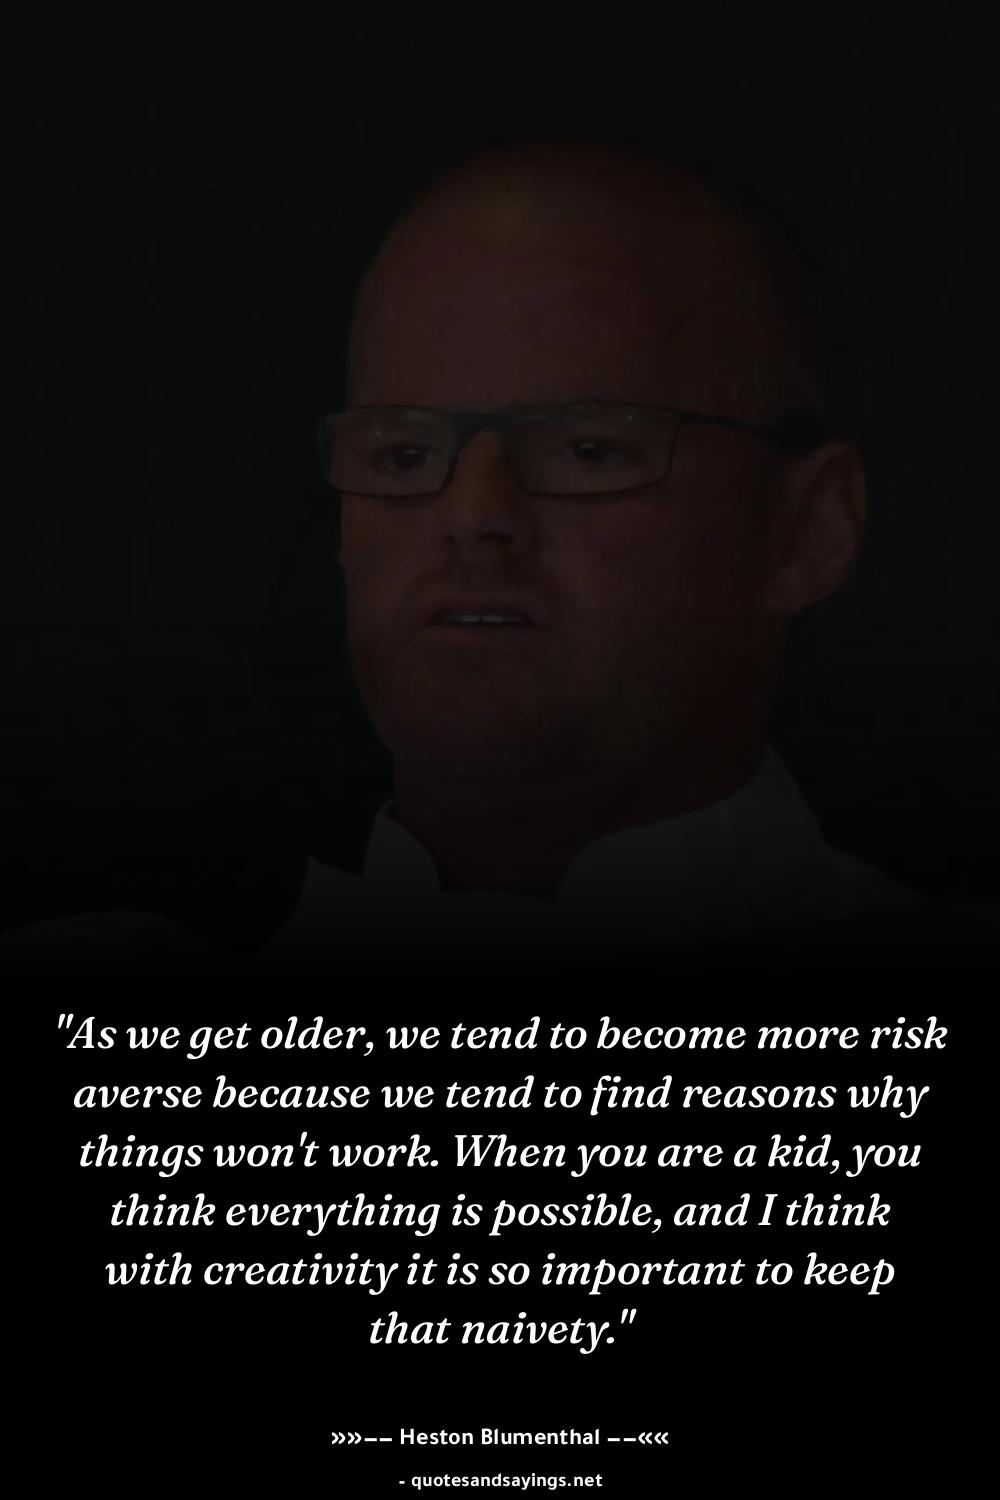 "As we get older, we tend to become more risk
averse because we tend to find reasons why
things won't work. When you are a kid, you
think everything is possible, and I think
with creativity it is so important to keep
that naivety."
»»−− Heston Blumenthal −−««
- quotesandsayings.net